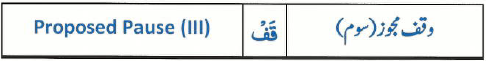 Proposed Pause (III) قَفْ وقف مجوز (سوم)